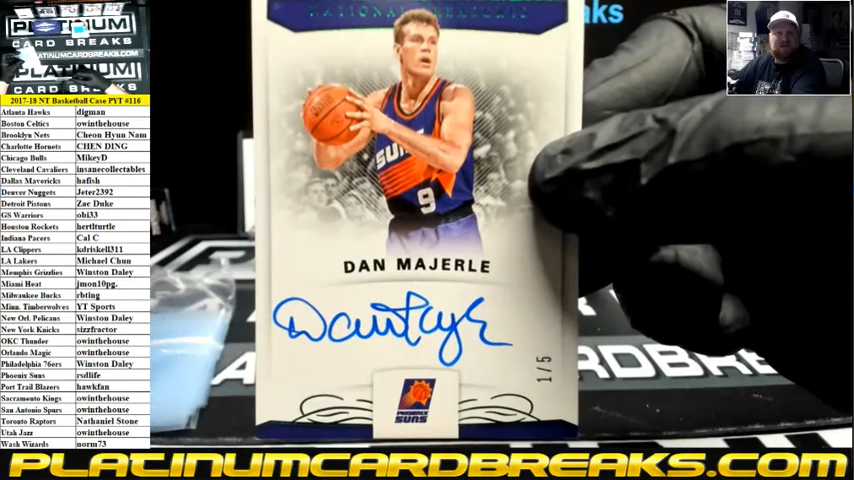 PLATINUM
CARD BREAKS
PLATINUMCARDBREAKS.COM
PLATINUM
CARD BREAKS
NATIONAL TREASURES
ks
2017-18 NT Basketball Case PYT #116
Atlanta Hawks digman
Boston Celtics owinthehouse
Brooklyn Nets Cheon Hyun Nam
Charlotte Hornets CHEN DING
Chicago Bulls MikeyD
Cleveland Cavaliers insanecollectables
Dallas Mavericks hafish
Denver Nuggets Jeter2392
Detroit Pistons Zac Duke
GS Warriors obi33
Houston Rockets hertlturtle
Indiana Pacers Cal C
LA Clippers kdriskell311
LA Lakers Michael Chun
Memphis Grizzlies Winston Daley
Miami Heat jmon10pg.
Milwaukee Bucks rbting
Minn. Timberwolves YT Sports
New Orl. Pelicans Winston Daley
New York Knicks sizzfractor
OKC Thunder owinthehouse
Orlando Magic owinthehouse
Philadelphia 76ers Winston Daley
Phoenix Suns rsdlife
Port Trail Blazers hawkfan
Sacramento Kings owinthehouse
San Antonio Spurs owinthehouse
Toronto Raptors Nathaniel Stone
Utah Jazz owinthehouse
Wash Wizards norm73
SUNS
9
DAN MAJERLE
1/5
PHOENIX
SUNS
CARD BR
PLATINUMCARDBREAKS.COM